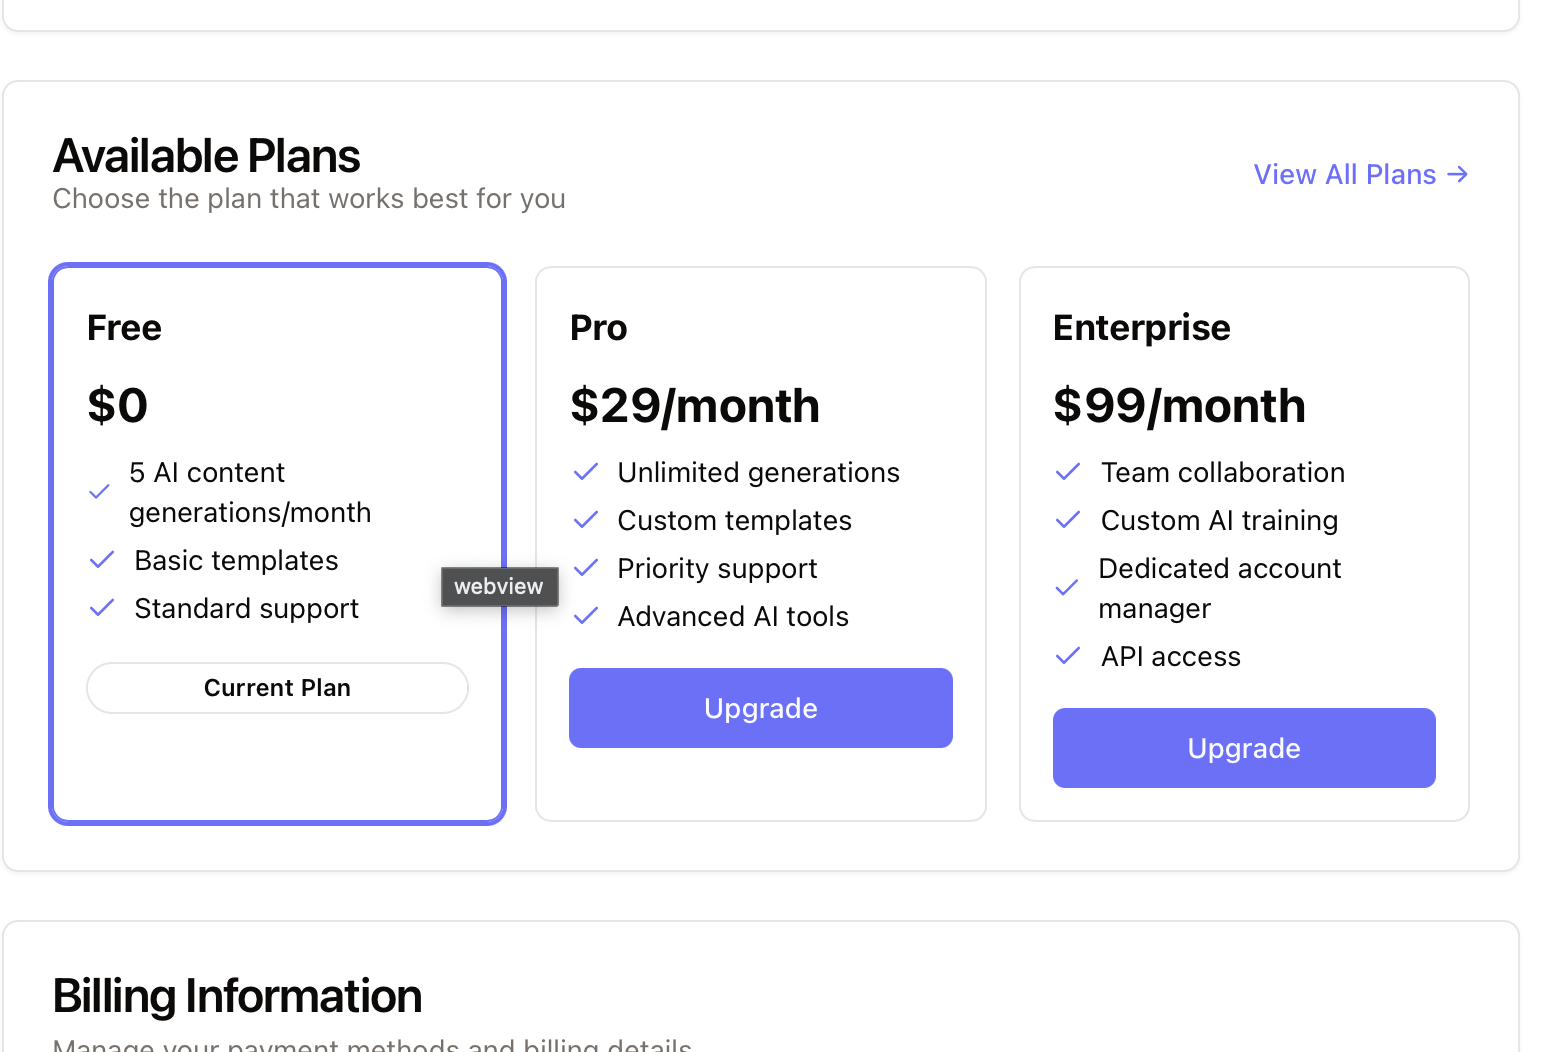 Available Plans
Choose the plan that works best for you
View All Plans →
Free
$0
5 AI content
generations/month
Basic templates
Standard support
Current Plan
webview
Pro
$29/month
Unlimited generations
Custom templates
Priority support
Advanced AI tools
Upgrade
Enterprise
$99/month
Team collaboration
Custom AI training
Dedicated account
manager
API access
Upgrade
Billing Information
Manage your payment methods and billing details